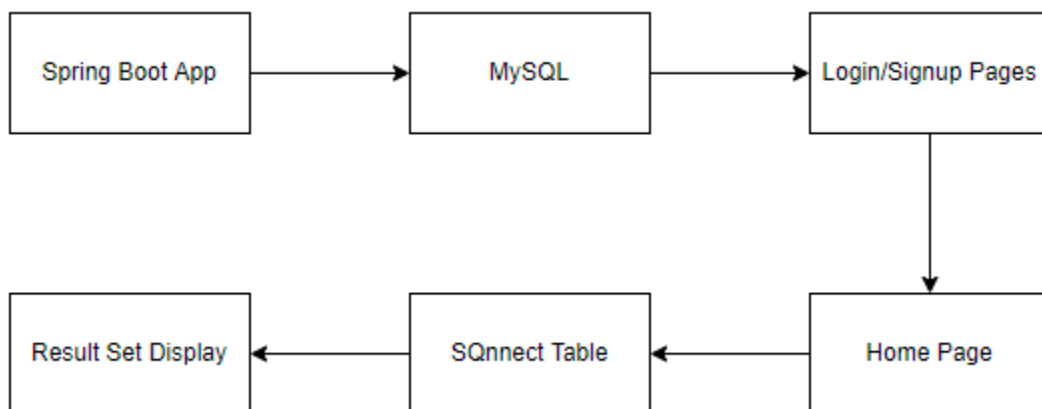 Spring Boot App
MySQL
Login/Signup Pages
Result Set Display
SQnnect Table
Home Page